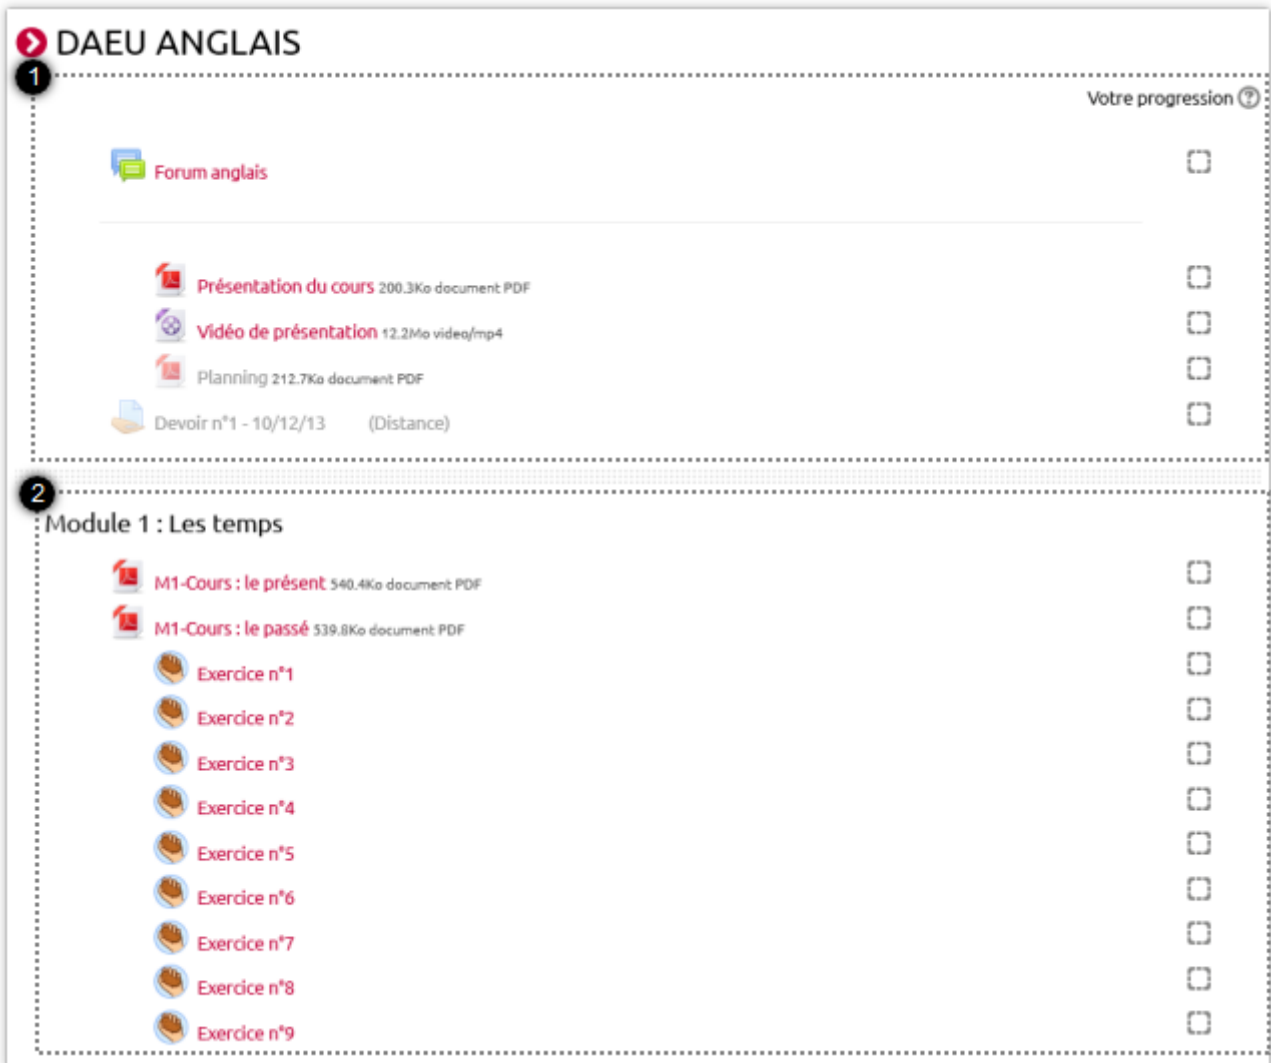 DAEU ANGLAIS
1
Votre progression ?
Forum anglais
Présentation du cours 200.3Ko document PDF
Vidéo de présentation 12.2Mo video/mp4
Planning 212.7Ko document PDF
Devoir n°1 - 10/12/13 (Distance)
2
Module 1 : Les temps
M1-Cours : le présent 540.4Ko document PDF
M1-Cours : le passé 539.8Ko document PDF
Exercice n°1
Exercice n°2
Exercice n°3
Exercice n°4
Exercice n°5
Exercice n°6
Exercice n°7
Exercice n°8
Exercice n°9